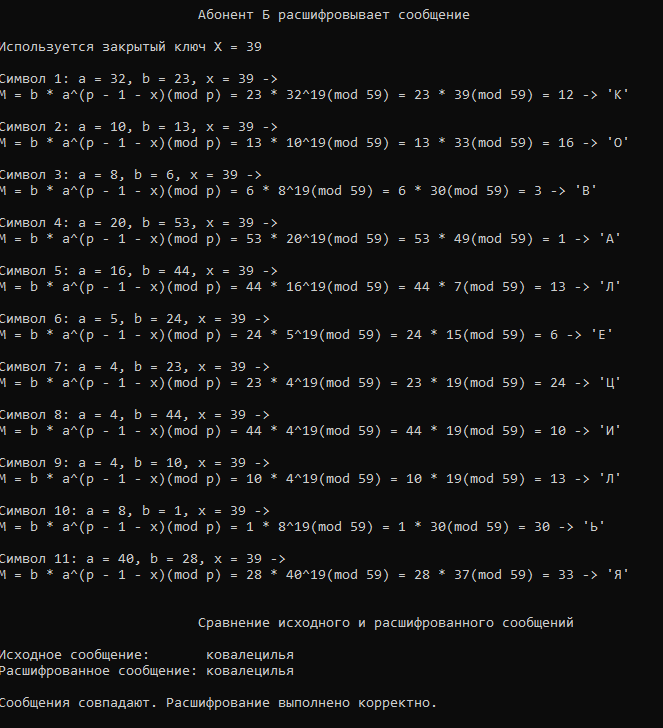 Абонент Б расшифровывает сообщение
Используется закрытый ключ X = 39
Символ 1: a = 32, b = 23, x = 39 ->
M = b * a^(p - 1 - x)(mod p) = 23 * 32^19(mod 59) = 23 * 39(mod 59) = 12 -> 'К'
Символ 2: a = 10, b = 13, x = 39 ->
M = b * a^(p - 1 - x)(mod p) = 13 * 10^19(mod 59) = 13 * 33(mod 59) = 16 -> 'О'
Символ 3: a = 8, b = 6, x = 39 ->
M = b * a^(p - 1 - x)(mod p) = 6 * 8^19(mod 59) = 6 * 30(mod 59) = 3 -> 'В'
Символ 4: a = 20, b = 53, x = 39 ->
M = b * a^(p - 1 - x)(mod p) = 53 * 20^19(mod 59) = 53 * 49(mod 59) = 1 -> 'А'
Символ 5: a = 16, b = 44, x = 39 ->
M = b * a^(p - 1 - x)(mod p) = 44 * 16^19(mod 59) = 44 * 7(mod 59) = 13 -> 'Л'
Символ 6: a = 5, b = 24, x = 39 ->
M = b * a^(p - 1 - x)(mod p) = 24 * 5^19(mod 59) = 24 * 15(mod 59) = 6 -> 'Е'
Символ 7: a = 4, b = 23, x = 39 ->
M = b * a^(p - 1 - x)(mod p) = 23 * 4^19(mod 59) = 23 * 19(mod 59) = 24 -> 'Ц'
Символ 8: a = 4, b = 44, x = 39 ->
M = b * a^(p - 1 - x)(mod p) = 44 * 4^19(mod 59) = 44 * 19(mod 59) = 10 -> 'И'
Символ 9: a = 4, b = 10, x = 39 ->
M = b * a^(p - 1 - x)(mod p) = 10 * 4^19(mod 59) = 10 * 19(mod 59) = 13 -> 'Л'
Символ 10: a = 8, b = 1, x = 39 ->
M = b * a^(p - 1 - x)(mod p) = 1 * 8^19(mod 59) = 1 * 30(mod 59) = 30 -> 'Ь'
Символ 11: a = 40, b = 28, x = 39 ->
M = b * a^(p - 1 - x)(mod p) = 28 * 40^19(mod 59) = 28 * 37(mod 59) = 33 -> 'Я'
Сравнение исходного и расшифрованного сообщений
Исходное сообщение: ковалецилья
Расшифрованное сообщение: ковалецилья
Сообщения совпадают. Расшифрование выполнено корректно.